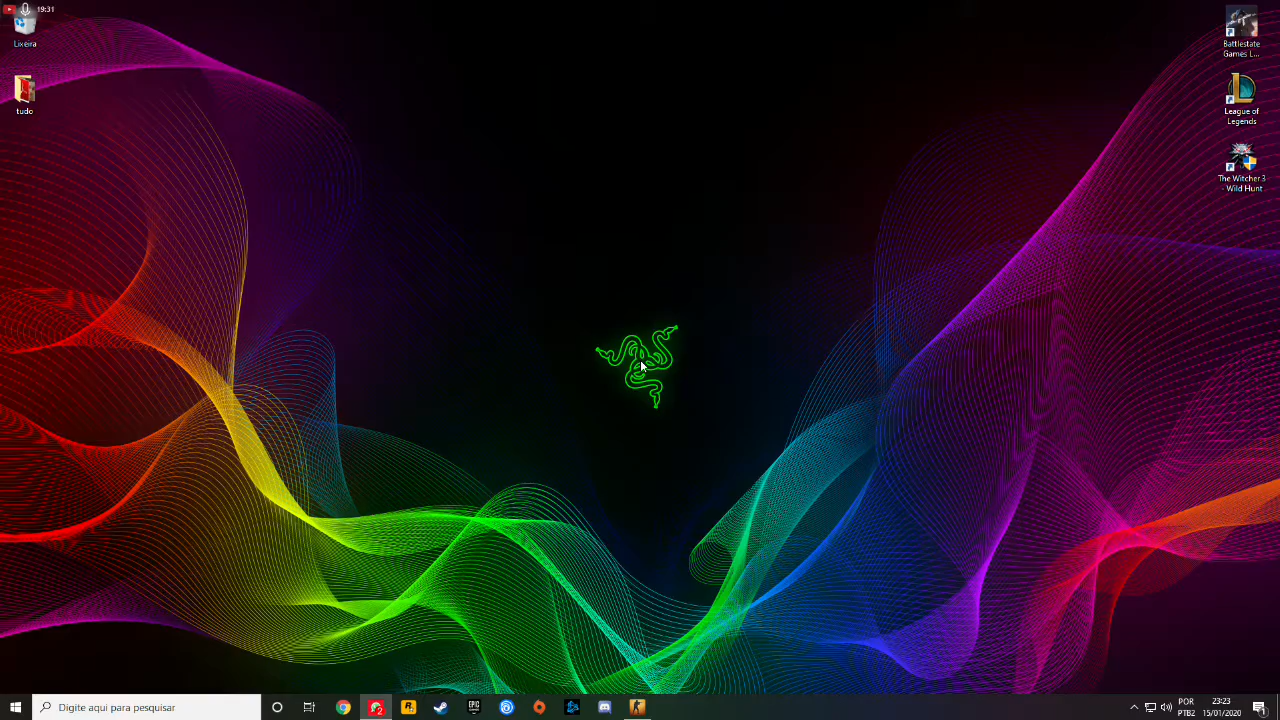 19:31
Lixeira
tudo
Battlestate
Games L...
League of
Legends
The Witcher 3
- Wild Hunt
Digite aqui para pesquisar
POR
PTB2
23:23
15/01/2020